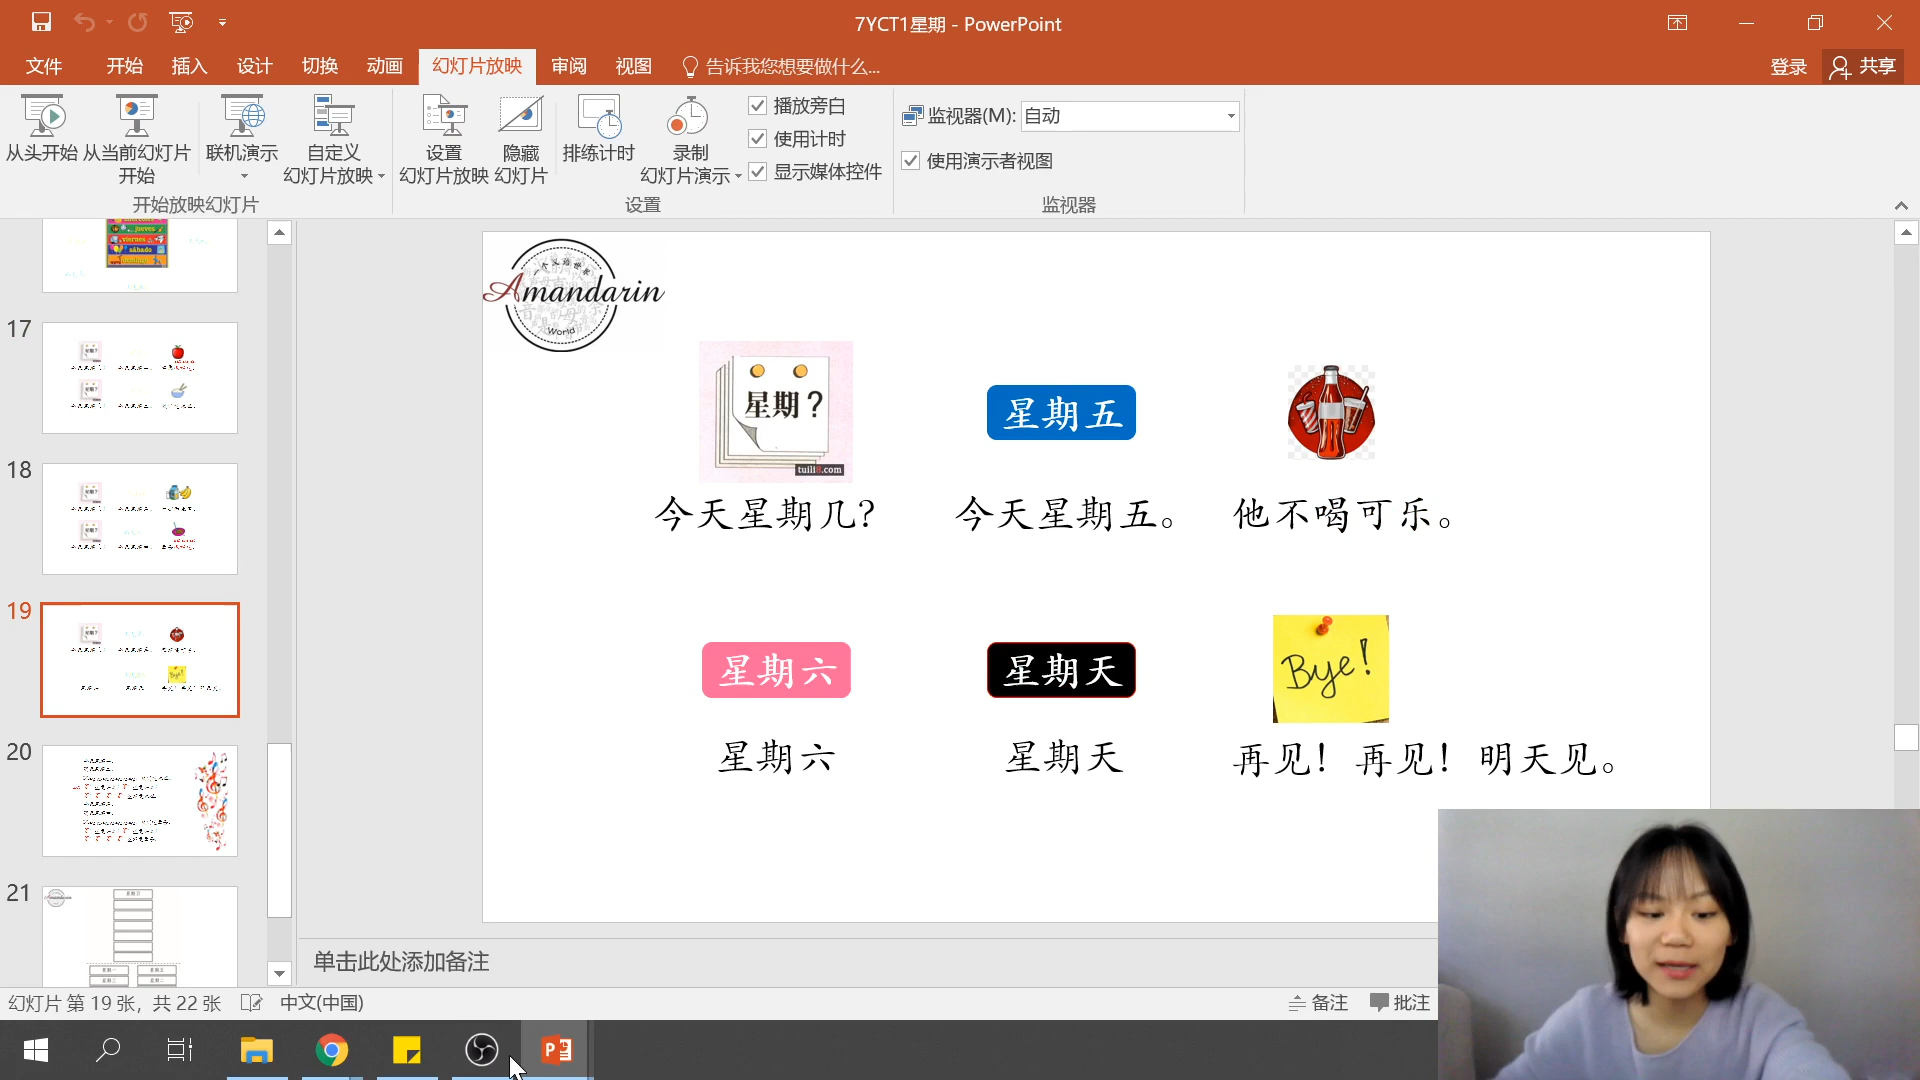 7YCT1星期 - PowerPoint
文件 开始 插入 设计 切换 动画 幻灯片放映 审阅 视图 告诉我您想要做什么... 登录 共享
从头开始 从当前幻灯片 开始 联机演示 自定义 幻灯片放映 设置 幻灯片放映 隐藏 幻灯片 排练计时 录制 幻灯片演示
播放旁白
使用计时
显示媒体控件
监视器(M): 自动
使用演示者视图
开始放映幻灯片 设置 监视器
jueves
viernes
sábado
17
18
19
20
21
Amandarin
World
星期?
tuili8.com
星期五
今天星期几?
今天星期五。
他不喝可乐。
星期六
星期天
Bye!
星期六
星期天
再见! 再见! 明天见。
单击此处添加备注
幻灯片 第 19 张, 共 22 张 中文(中国) 备注 批注